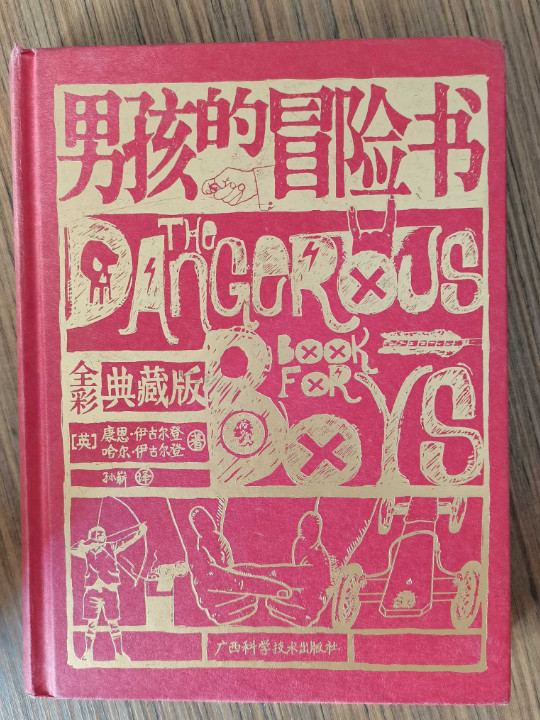 男孩的冒险书
THE
DANGEROUS
BOOK
FOR
BOYS
全彩典藏版
[英]康恩·伊古尔登
哈尔·伊古尔登 著
孙崭 译
广西科学技术出版社